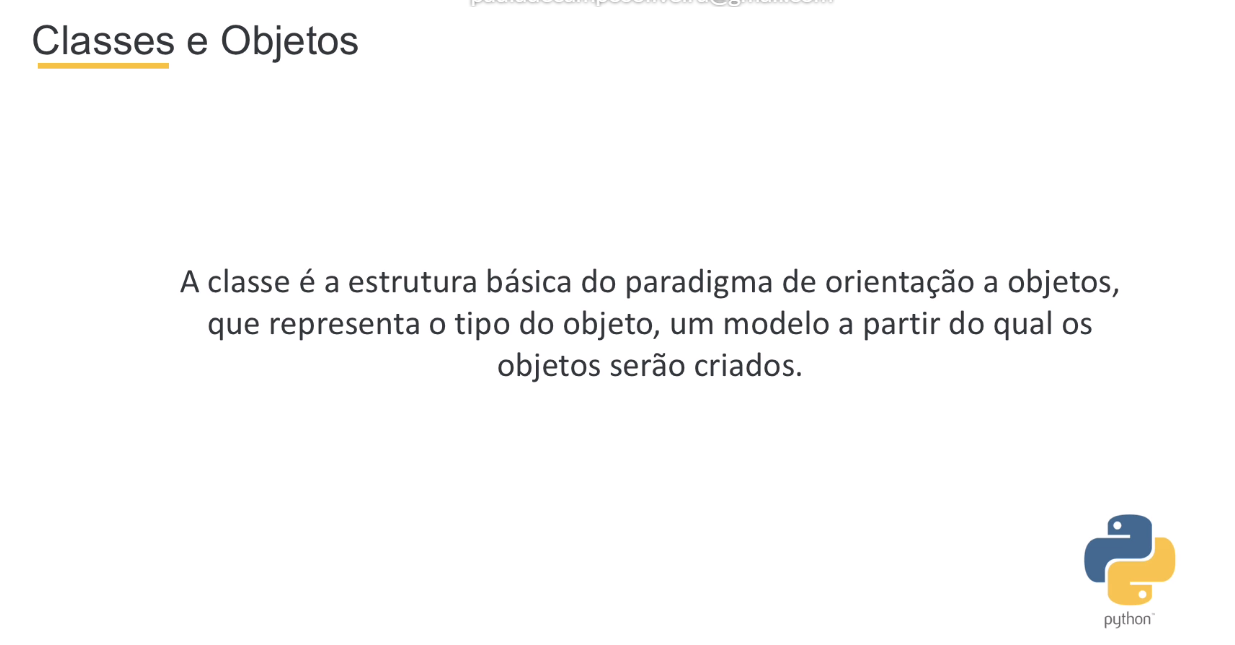 Classes e Objetos
A classe é a estrutura básica do paradigma de orientação a objetos,
que representa o tipo do objeto, um modelo a partir do qual os
objetos serão criados.
python